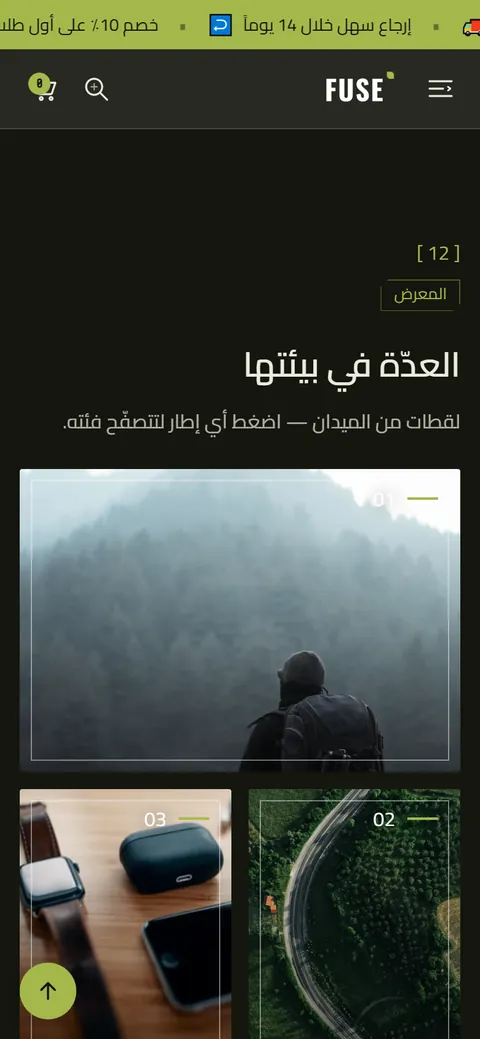 إرجاع سهل خلال 14 يوماً ▪ خصم 10٪ على أول
0
FUSE
[ 12 ]
المعرض
العدّة في بيئتها
لقطات من الميدان — اضغط أي إطار لتتصفّح فئته.
01
02
03